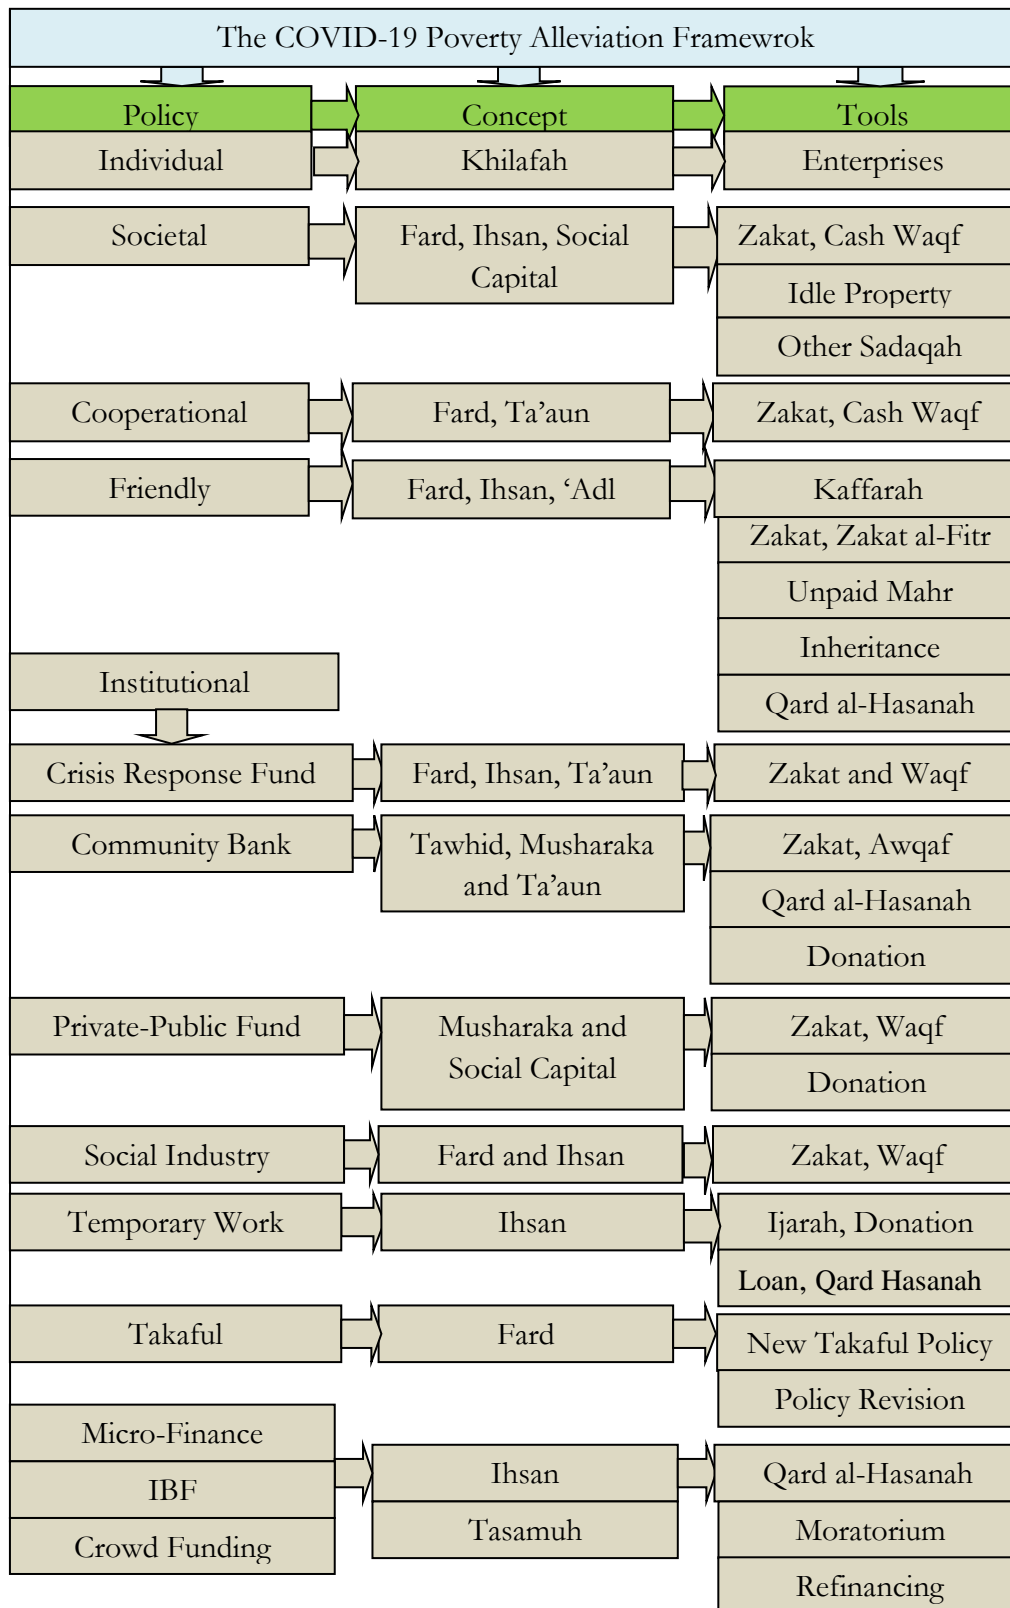 The COVID-19 Poverty Alleviation Framewrok
Policy
Concept
Tools
Individual
Khilafah
Enterprises
Societal
Fard, Ihsan, Social
Capital
Zakat, Cash Waqf
Idle Property
Other Sadaqah
Cooperational
Fard, Ta’aun
Zakat, Cash Waqf
Friendly
Fard, Ihsan, ‘Adl
Kaffarah
Zakat, Zakat al-Fitr
Unpaid Mahr
Inheritance
Qard al-Hasanah
Institutional
Crisis Response Fund
Fard, Ihsan, Ta’aun
Zakat and Waqf
Community Bank
Tawhid, Musharaka
and Ta’aun
Zakat, Awqaf
Qard al-Hasanah
Donation
Private-Public Fund
Musharaka and
Social Capital
Zakat, Waqf
Donation
Social Industry
Fard and Ihsan
Zakat, Waqf
Temporary Work
Ihsan
Ijarah, Donation
Loan, Qard Hasanah
Takaful
Fard
New Takaful Policy
Policy Revision
Micro-Finance
IBF
Crowd Funding
Ihsan
Tasamuh
Qard al-Hasanah
Moratorium
Refinancing